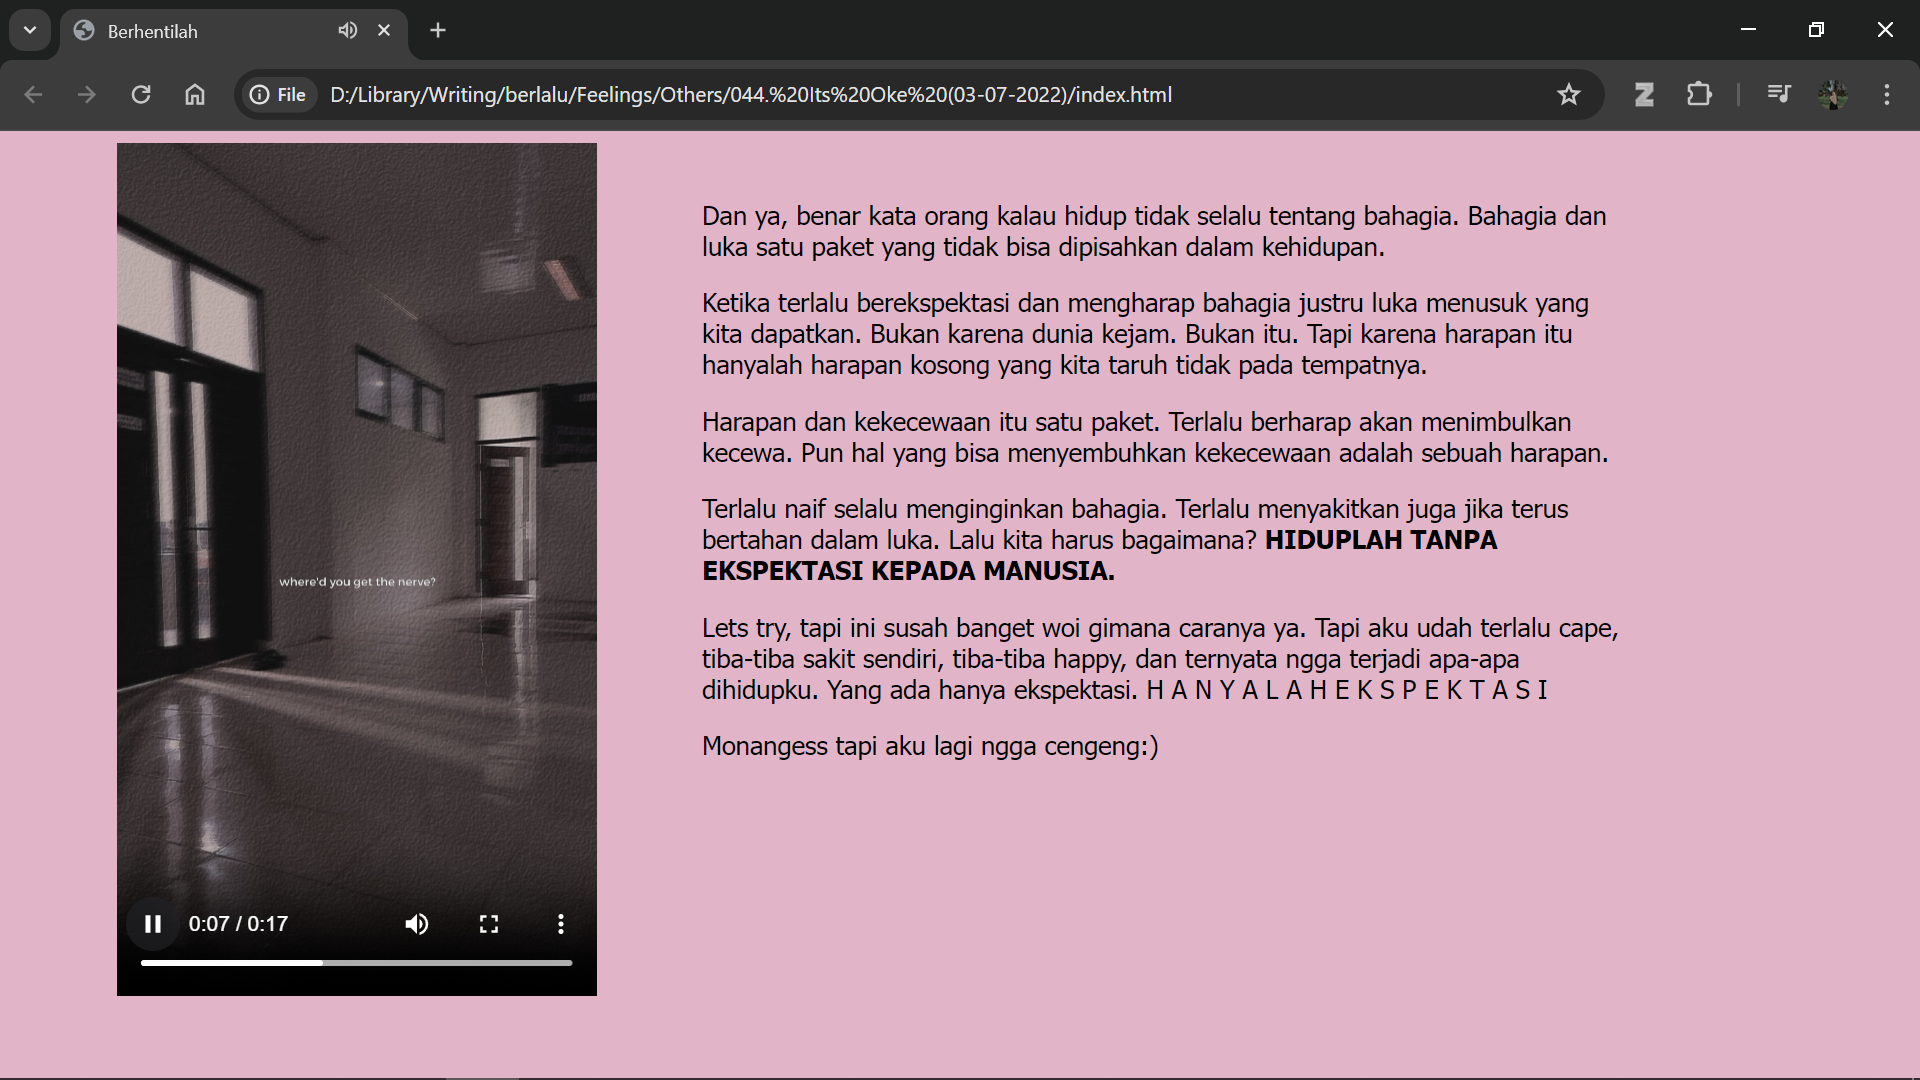 Berhentilah
File
D:/Library/Writing/berlalu/Feelings/Others/044.%20Its%20Oke%20(03-07-2022)/index.html
where'd you get the nerve?
0:07 / 0:17
Dan ya, benar kata orang kalau hidup tidak selalu tentang bahagia. Bahagia dan
luka satu paket yang tidak bisa dipisahkan dalam kehidupan.
Ketika terlalu berekspektasi dan mengharap bahagia justru luka menusuk yang
kita dapatkan. Bukan karena dunia kejam. Bukan itu. Tapi karena harapan itu
hanyalah harapan kosong yang kita taruh tidak pada tempatnya.
Harapan dan kekecewaan itu satu paket. Terlalu berharap akan menimbulkan
kecewa. Pun hal yang bisa menyembuhkan kekecewaan adalah sebuah harapan.
Terlalu naif selalu menginginkan bahagia. Terlalu menyakitkan juga jika terus
bertahan dalam luka. Lalu kita harus bagaimana? HIDUPLAH TANPA
EKSPEKTASI KEPADA MANUSIA.
Lets try, tapi ini susah banget woi gimana caranya ya. Tapi aku udah terlalu cape,
tiba-tiba sakit sendiri, tiba-tiba happy, dan ternyata ngga terjadi apa-apa
dihidupku. Yang ada hanya ekspektasi. H A N Y A L A H E K S P E K T A S I
Monangess tapi aku lagi ngga cengeng:)